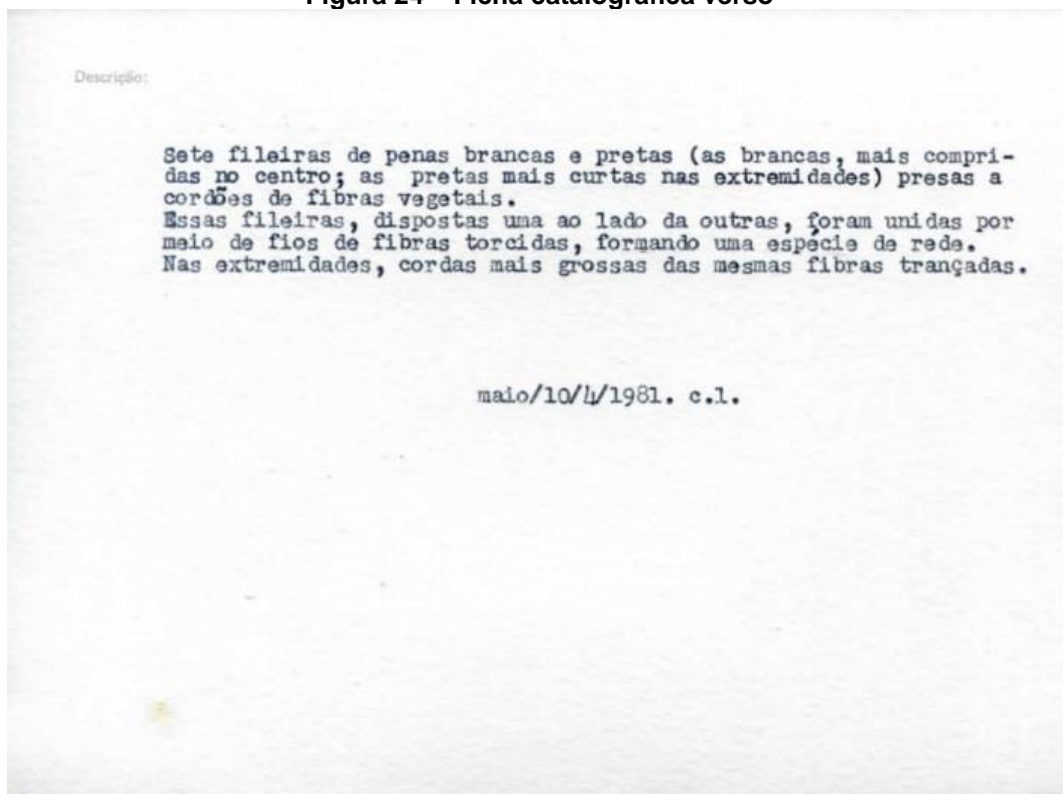 Figura 24 – Ficha catalográfica verso
Descrição:
Sete fileiras de penas brancas e pretas (as brancas, mais compri-
das no centro; as pretas mais curtas nas extremidades) presas a
cordões de fibras vegetais.
Essas fileiras, dispostas uma ao lado da outras, foram unidas por
meio de fios de fibras torcidas, formando uma espécie de rede.
Nas extremidades, cordas mais grossas das mesmas fibras trançadas.
maio/10/4/1981. c.l.